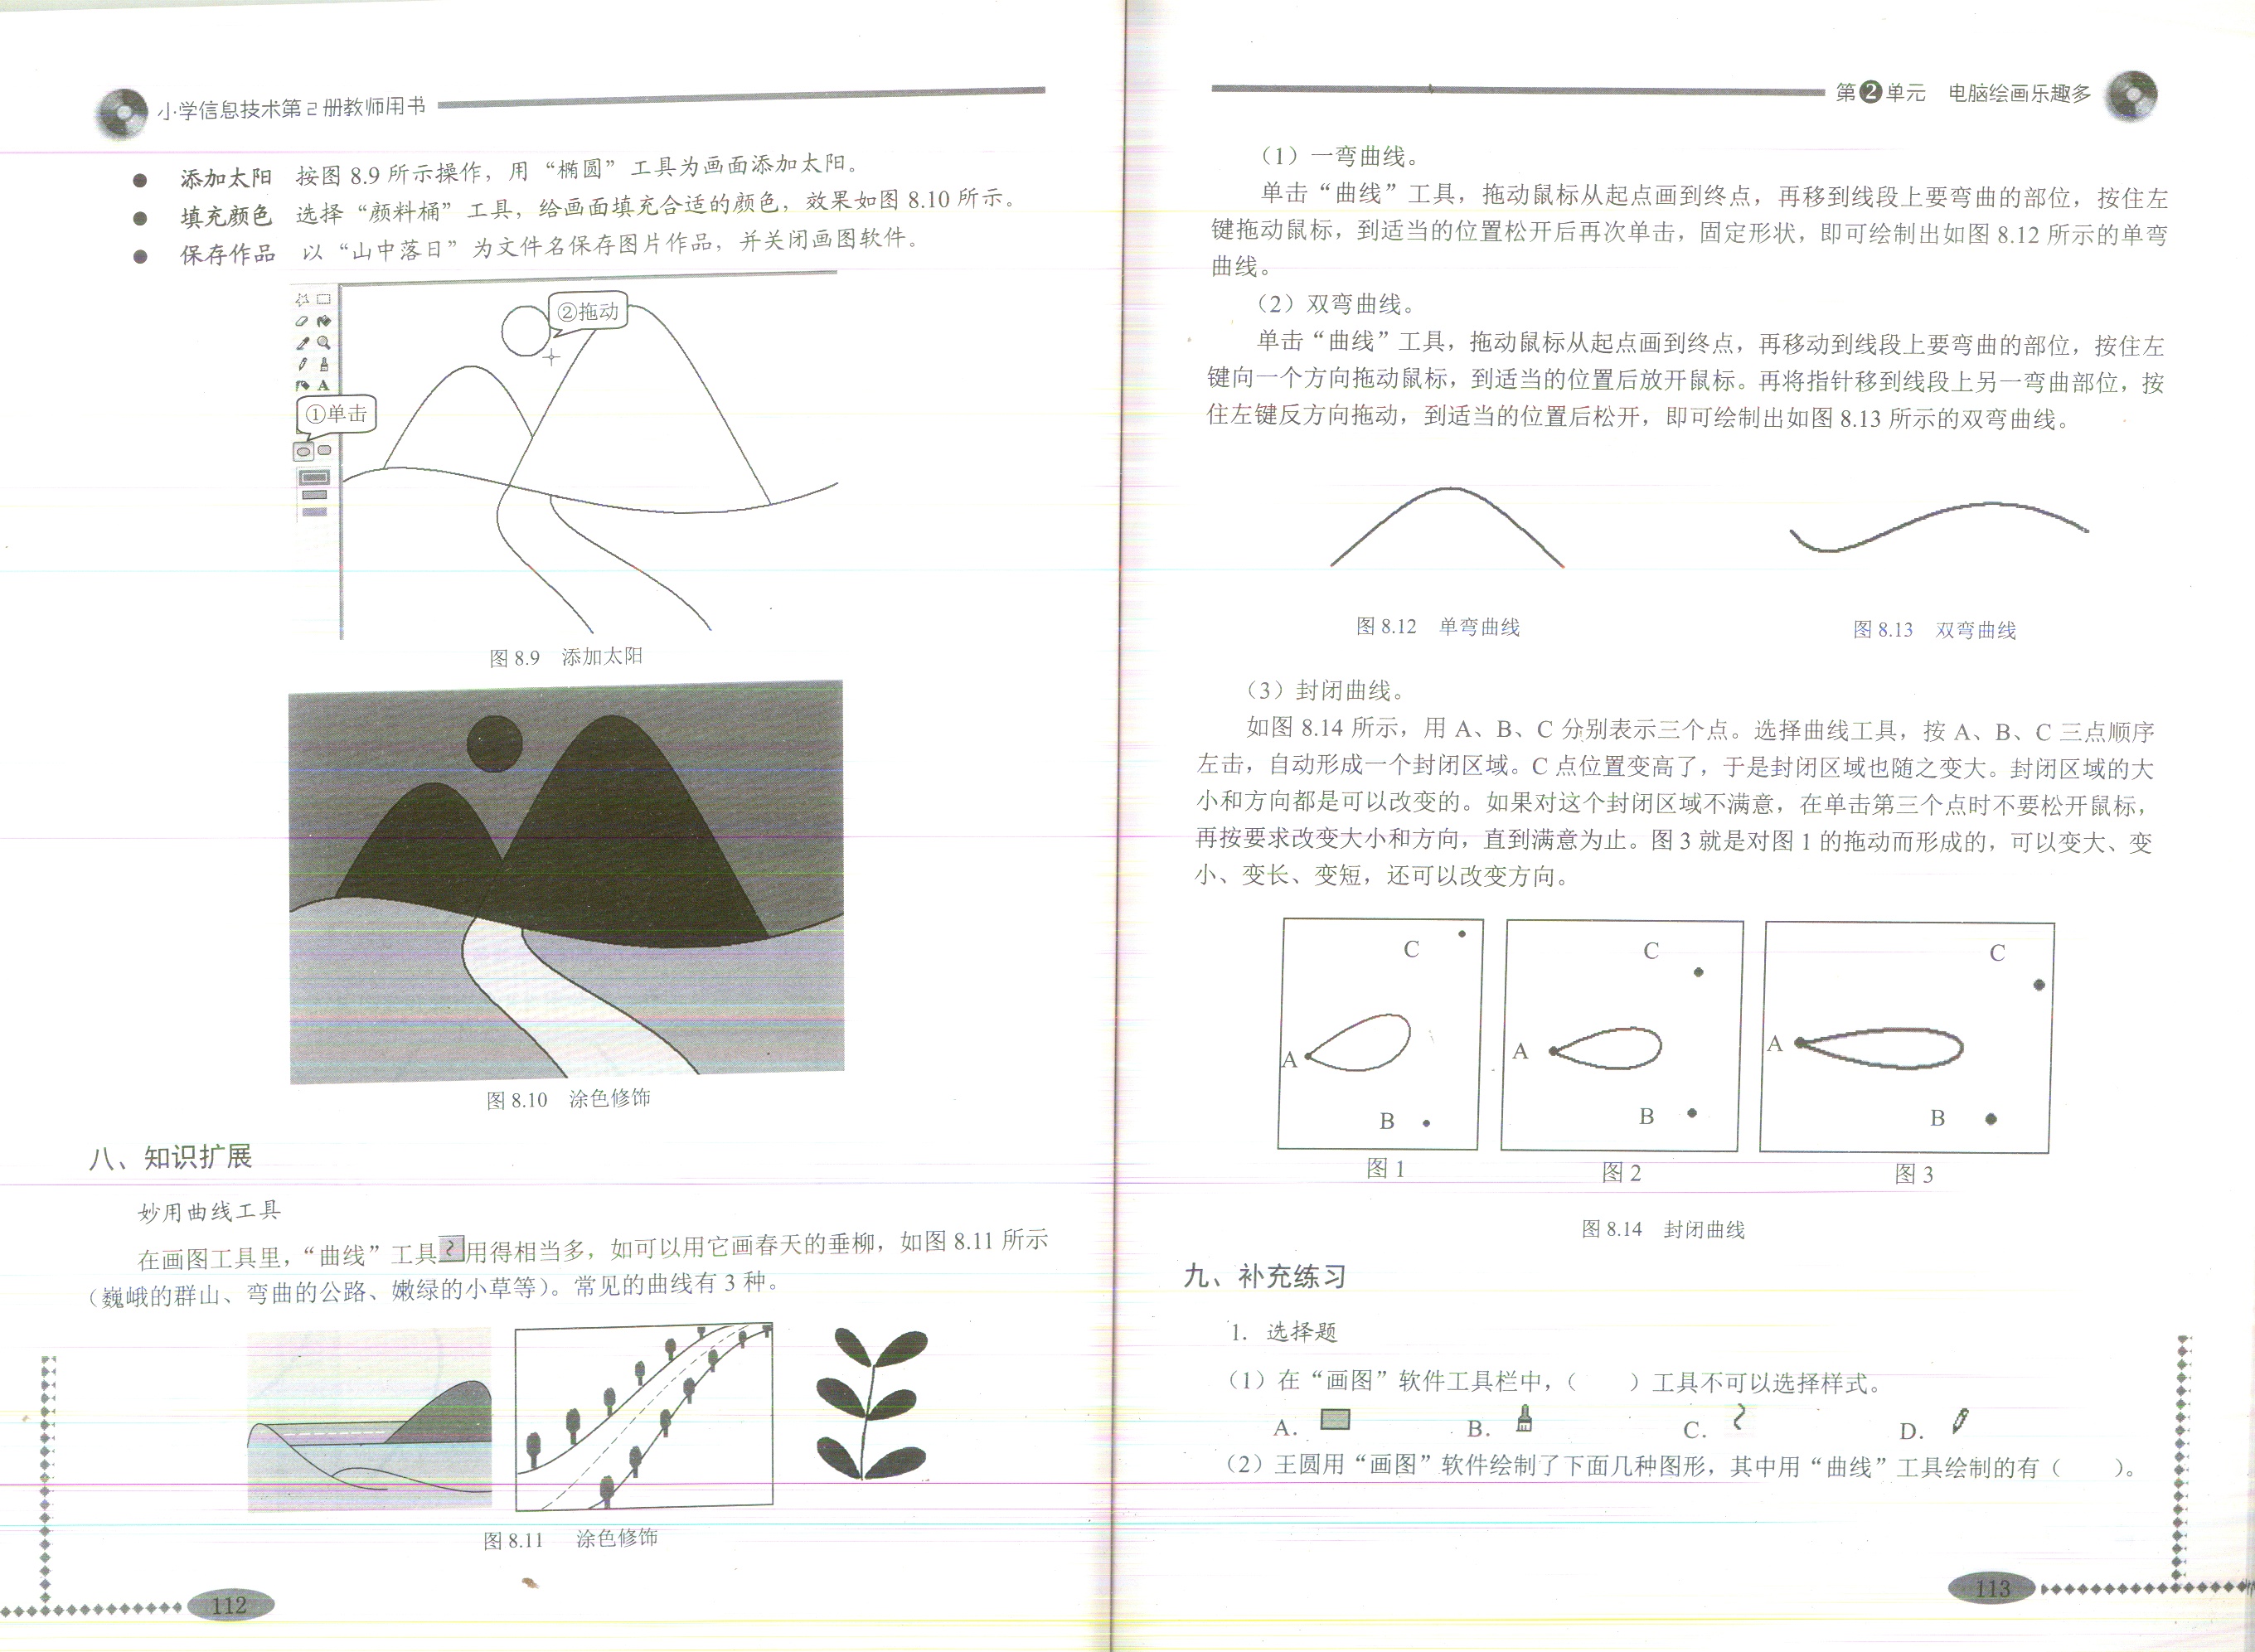 小学信息技术第2册教师用书
● 添加太阳 按图 8.9 所示操作，用“椭圆”工具为画面添加太阳。
● 填充颜色 选择“颜料桶”工具，给画面填充合适的颜色，效果如图 8.10 所示。
● 保存作品 以“山中落日”为文件名保存图片作品，并关闭画图软件。
②拖动
A
①单击
图 8.9 添加太阳
图 8.10 涂色修饰
八、知识扩展
妙用曲线工具
在画图工具里，“曲线”工具用得相当多，如可以用它画春天的垂柳，如图 8.11 所示
（巍峨的群山、弯曲的公路、嫩绿的小草等）。常见的曲线有 3 种。
图 8.11 涂色修饰
112
第2单元 电脑绘画乐趣多
（1）一弯曲线。
单击“曲线”工具，拖动鼠标从起点画到终点，再移到线段上要弯曲的部位，按住左
键拖动鼠标，到适当的位置松开后再次单击，固定形状，即可绘制出如图 8.12 所示的单弯
曲线。
（2）双弯曲线。
单击“曲线”工具，拖动鼠标从起点画到终点，再移动到线段上要弯曲的部位，按住左
键向一个方向拖动鼠标，到适当的位置后放开鼠标。再将指针移到线段上另一弯曲部位，按
住左键反方向拖动，到适当的位置后松开，即可绘制出如图 8.13 所示的双弯曲线。
图 8.12 单弯曲线
图 8.13 双弯曲线
（3）封闭曲线。
如图 8.14 所示，用 A、B、C 分别表示三个点。选择曲线工具，按 A、B、C 三点顺序
左击，自动形成一个封闭区域。C 点位置变高了，于是封闭区域也随之变大。封闭区域的大
小和方向都是可以改变的。如果对这个封闭区域不满意，在单击第三个点时不要松开鼠标，
再按要求改变大小和方向，直到满意为止。图 3 就是对图 1 的拖动而形成的，可以变大、变
小、变长、变短，还可以改变方向。
C
A
B
图 1
C
A
B
图 2
C
A
B
图 3
图 8.14 封闭曲线
九、补充练习
1. 选择题
（1）在“画图”软件工具栏中，（ ）工具不可以选择样式。
A. B. C. D.
（2）王圆用“画图”软件绘制了下面几种图形，其中用“曲线”工具绘制的有（ ）。
113